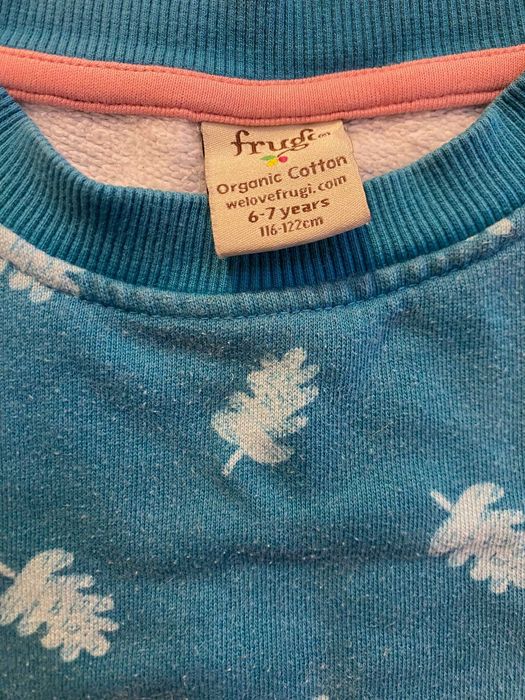 frugi
Organic Cotton
welovefrugi.com
6-7 years
116-122cm